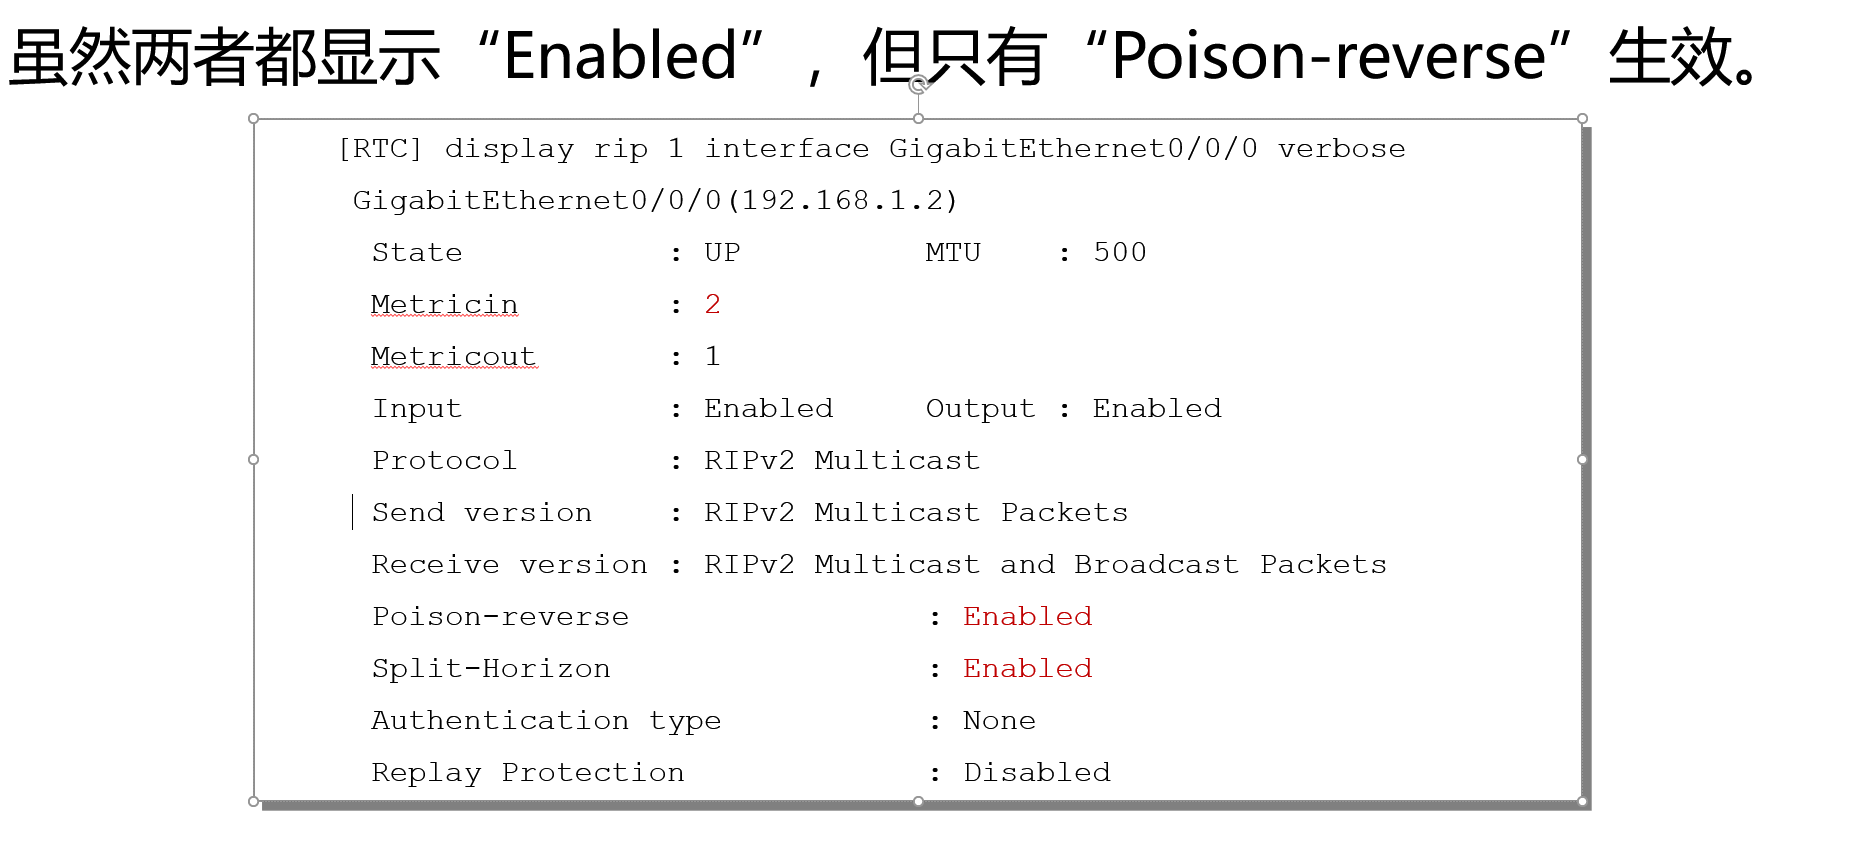 虽然两者都显示“Enabled”，但只有“Poison-reverse”生效。
[RTC] display rip 1 interface GigabitEthernet0/0/0 verbose
GigabitEthernet0/0/0(192.168.1.2)
State : UP MTU : 500
Metricin : 2
Metricout : 1
Input : Enabled Output : Enabled
Protocol : RIPv2 Multicast
Send version : RIPv2 Multicast Packets
Receive version : RIPv2 Multicast and Broadcast Packets
Poison-reverse : Enabled
Split-Horizon : Enabled
Authentication type : None
Replay Protection : Disabled